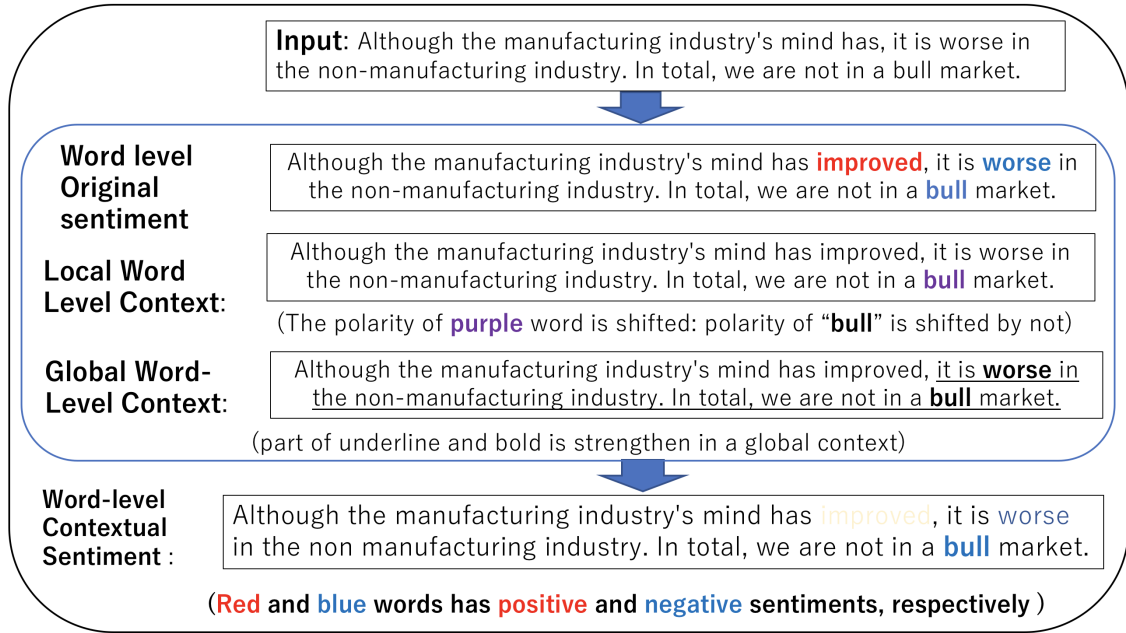 Input: Although the manufacturing industry's mind has, it is worse in
the non-manufacturing industry. In total, we are not in a bull market.
Word level
Original
sentiment
Although the manufacturing industry's mind has improved, it is worse in
the non-manufacturing industry. In total, we are not in a bull market.
Local Word
Level Context:
Although the manufacturing industry's mind has improved, it is worse in
the non-manufacturing industry. In total, we are not in a bull market.
(The polarity of purple word is shifted: polarity of “bull” is shifted by not)
Global Word-
Level Context:
Although the manufacturing industry's mind has improved, it is worse in
the non-manufacturing industry. In total, we are not in a bull market.
(part of underline and bold is strengthen in a global context)
Word-level
Contextual
Sentiment :
Although the manufacturing industry's mind has improved, it is worse
in the non manufacturing industry. In total, we are not in a bull market.
(Red and blue words has positive and negative sentiments, respectively )